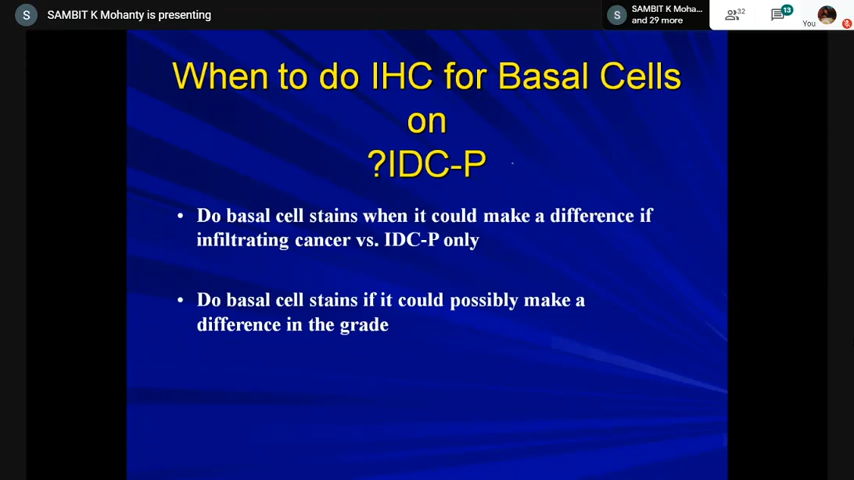 S SAMBIT K Mohanty is presenting
S SAMBIT K Moha...
and 29 more
32
13
You
When to do IHC for Basal Cells
on
?IDC-P
• Do basal cell stains when it could make a difference if
infiltrating cancer vs. IDC-P only
• Do basal cell stains if it could possibly make a
difference in the grade